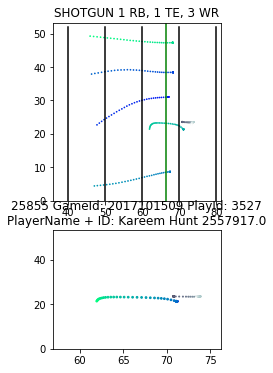 SHOTGUN 1 RB, 1 TE, 3 WR
50
40
30
20
10
0
40 50 60 70 80
25855 GameId: 2017101509 PlayId: 3527
PlayerName + ID: Kareem Hunt 2557917.0
40
20
0
60 65 70 75